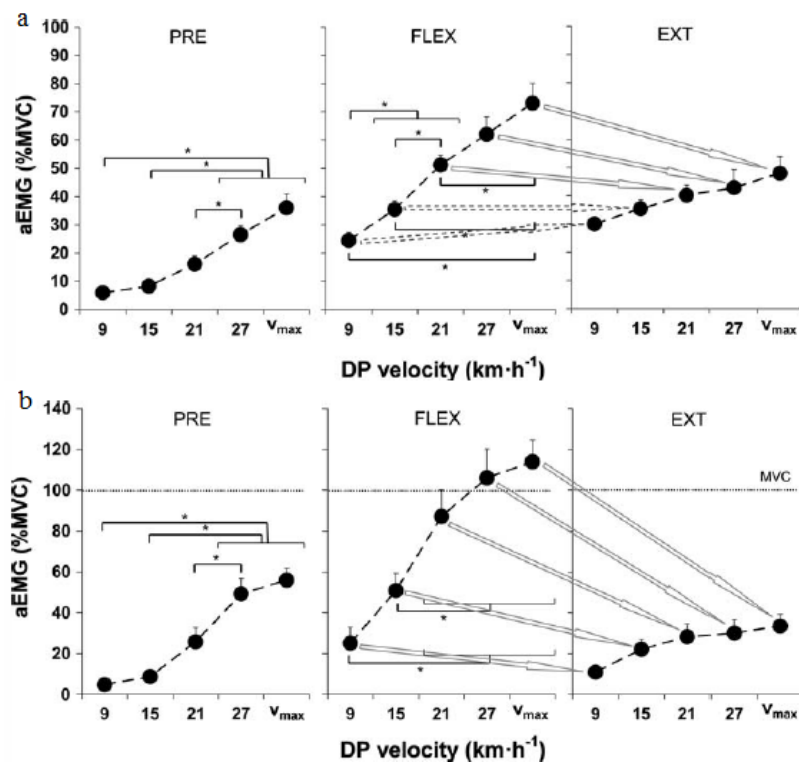 a
PRE FLEX EXT
aEMG (%MVC)
100
90
80
70
60
50
40
30
20
10
0
* * * * * * * *
9 15 21 27 vmax 9 15 21 27 vmax 9 15 21 27 vmax
DP velocity (km·h⁻¹)
b
PRE FLEX EXT
aEMG (%MVC)
140
120
100
80
60
40
20
0
MVC
* * * * *
9 15 21 27 vmax 9 15 21 27 vmax 9 15 21 27 vmax
DP velocity (km·h⁻¹)